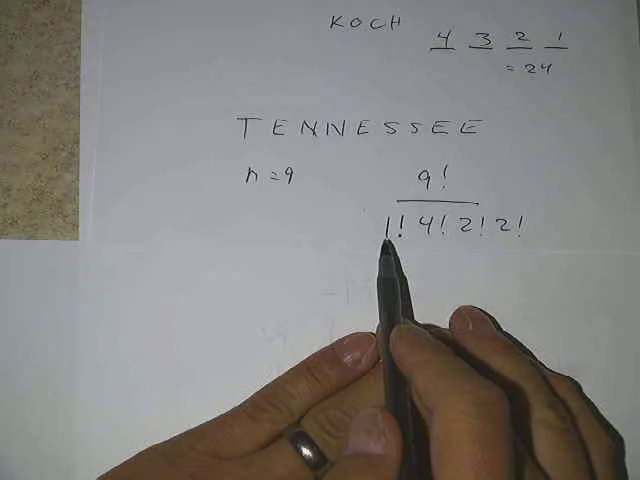 KOCH
4 3 2 1
= 24
TENNESSEE
n = 9
9!
1! 4! 2! 2!